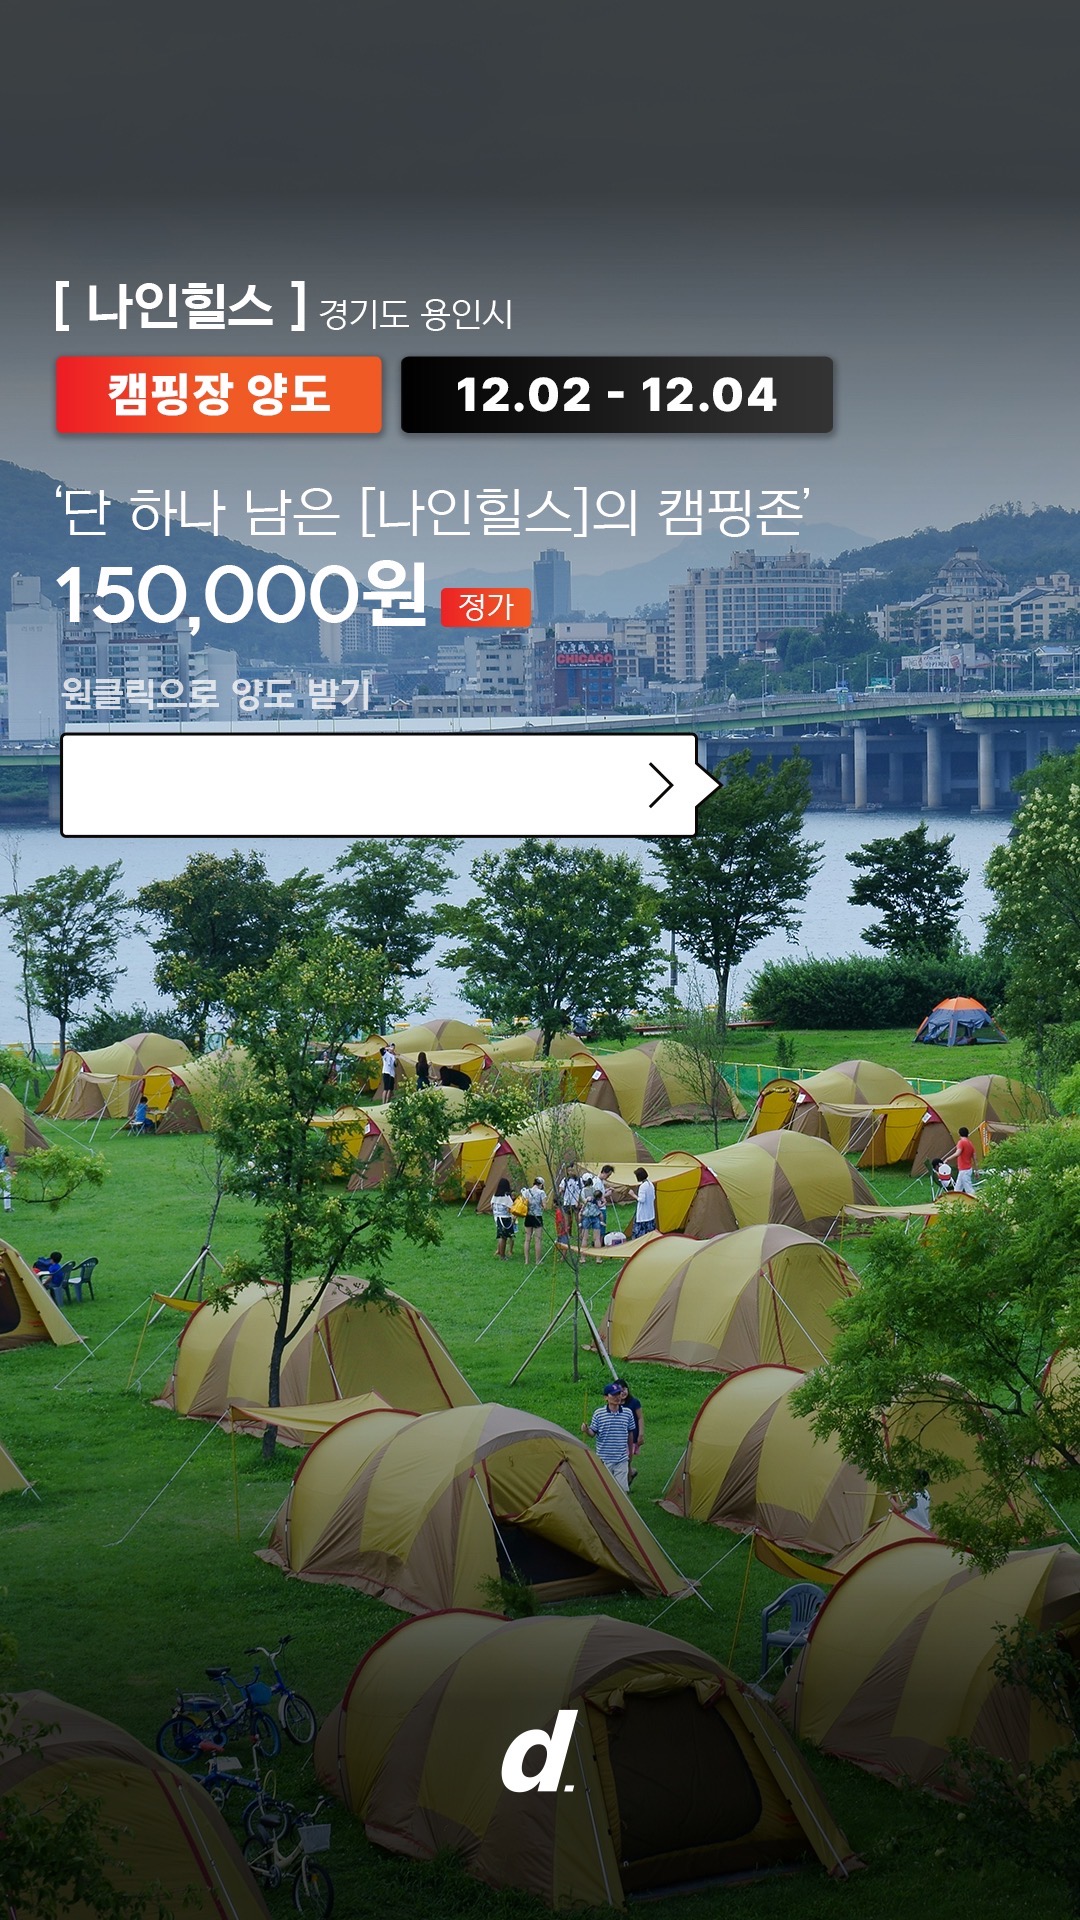 [ 나인힐스 ] 경기도 용인시
캠핑장 양도 12.02 - 12.04
‘단 하나 남은 [나인힐스]의 캠핑존’
150,000원 정가
CHICAGO
원클릭으로 양도 받기
d.